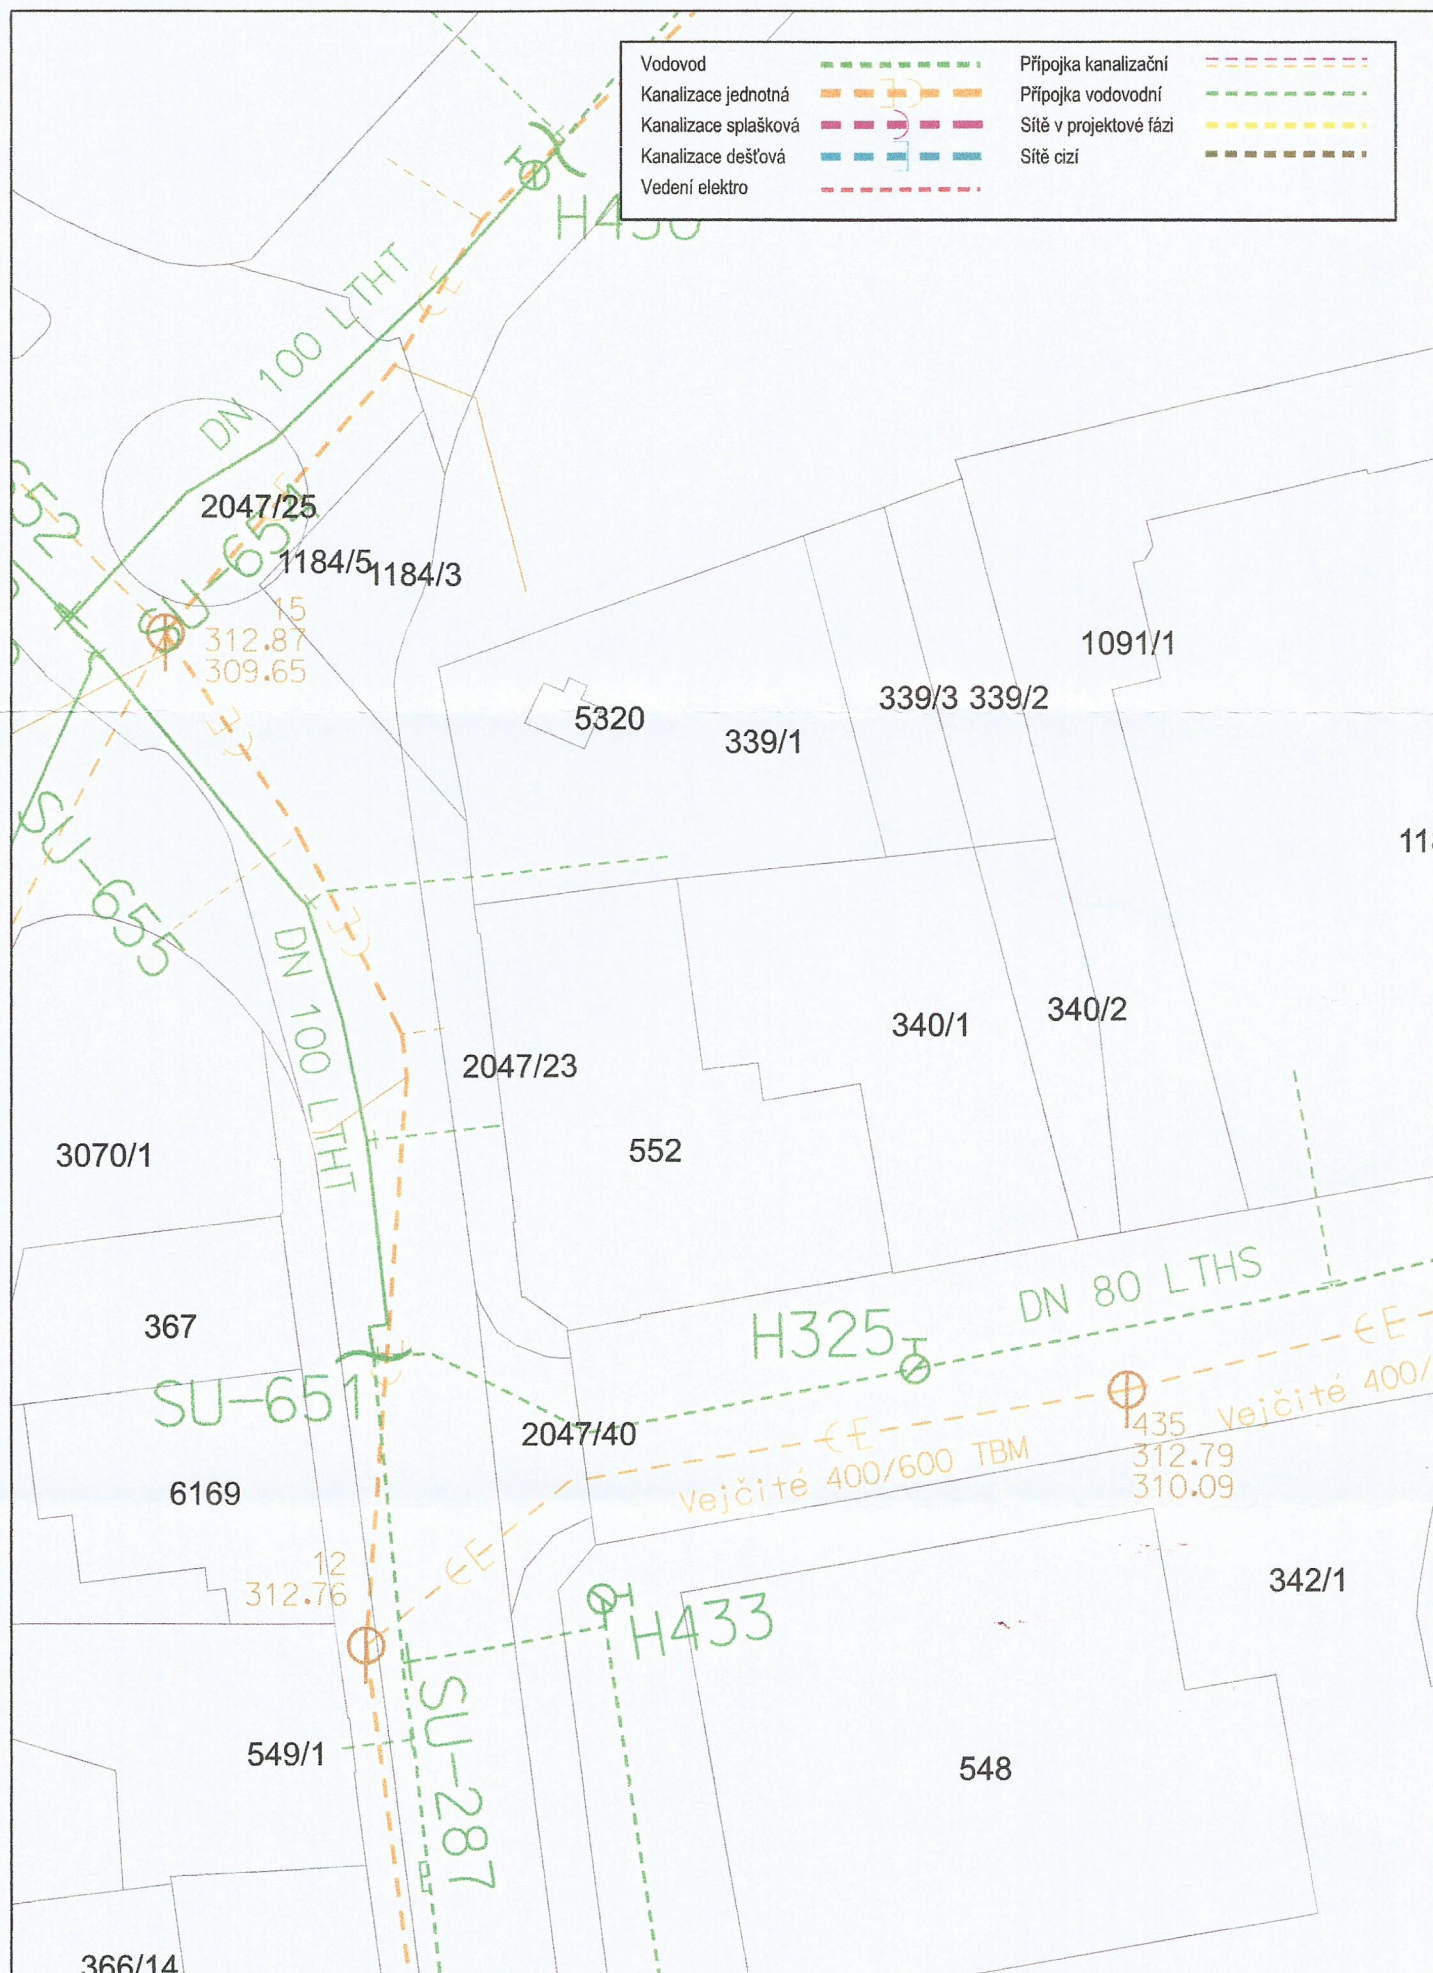 Vodovod
Kanalizace jednotná
Kanalizace splašková
Kanalizace dešťová
Vedení elektro
Přípojka kanalizační
Přípojka vodovodní
Sítě v projektové fázi
Sítě cizí
DN 100 LTHT
2047/25
SU-654
1184/5
1184/3
15
312.87
309.65
1091/1
339/3
339/2
5320
339/1
SU-655
DN 100 LTHT
340/1
340/2
2047/23
552
3070/1
367
DN 80 LTHS
H325
SU-651
2047/40
435
312.79
310.09
Vejčité 400/
Vejčité 400/600 TBM
6169
12
312.76
342/1
H433
549/1
SU-287
548
366/14